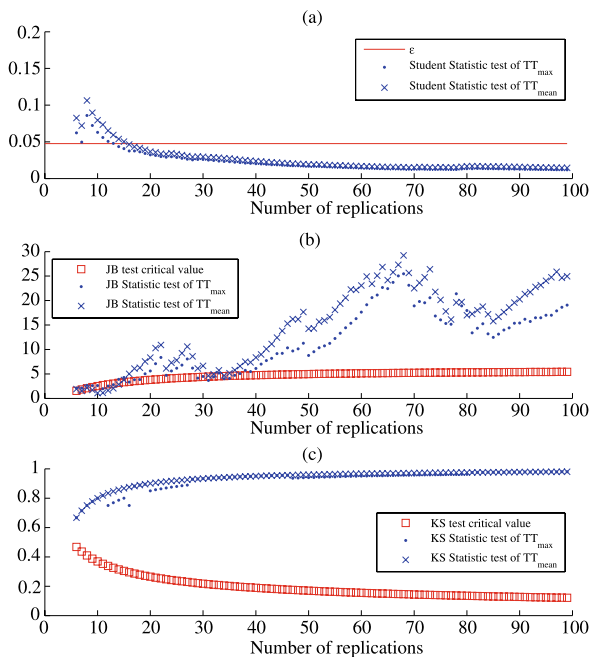 (a)
0.2
0.15
0.1
0.05
0
ε
Student Statistic test of TTmax
Student Statistic test of TTmean
0 10 20 30 40 50 60 70 80 90 100
Number of replications
(b)
30
25
20
15
10
5
0
JB test critical value
JB Statistic test of TTmax
JB Statistic test of TTmean
0 10 20 30 40 50 60 70 80 90 100
Number of replications
(c)
1
0.8
0.6
0.4
0.2
0
KS test critical value
KS Statistic test of TTmax
KS Statistic test of TTmean
0 10 20 30 40 50 60 70 80 90 100
Number of replications